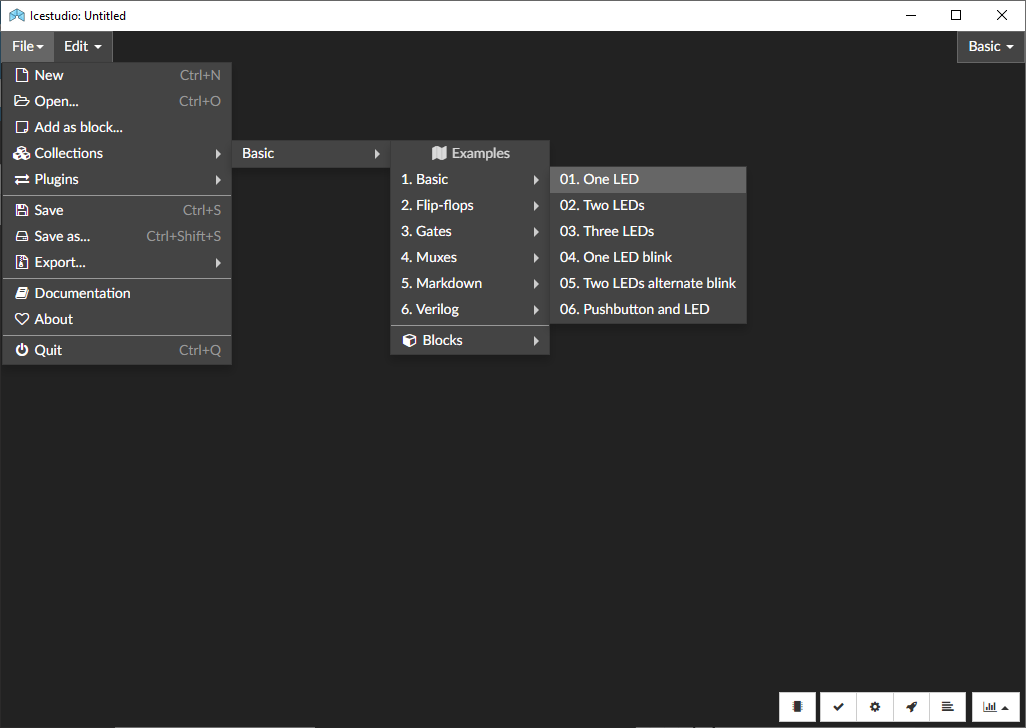 Icestudio: Untitled
File Edit Basic
New Ctrl+N
Open... Ctrl+O
Add as block...
Collections
Plugins
Save Ctrl+S
Save as... Ctrl+Shift+S
Export...
Documentation
About
Quit Ctrl+Q
Basic
Examples
1. Basic
2. Flip-flops
3. Gates
4. Muxes
5. Markdown
6. Verilog
Blocks
01. One LED
02. Two LEDs
03. Three LEDs
04. One LED blink
05. Two LEDs alternate blink
06. Pushbutton and LED